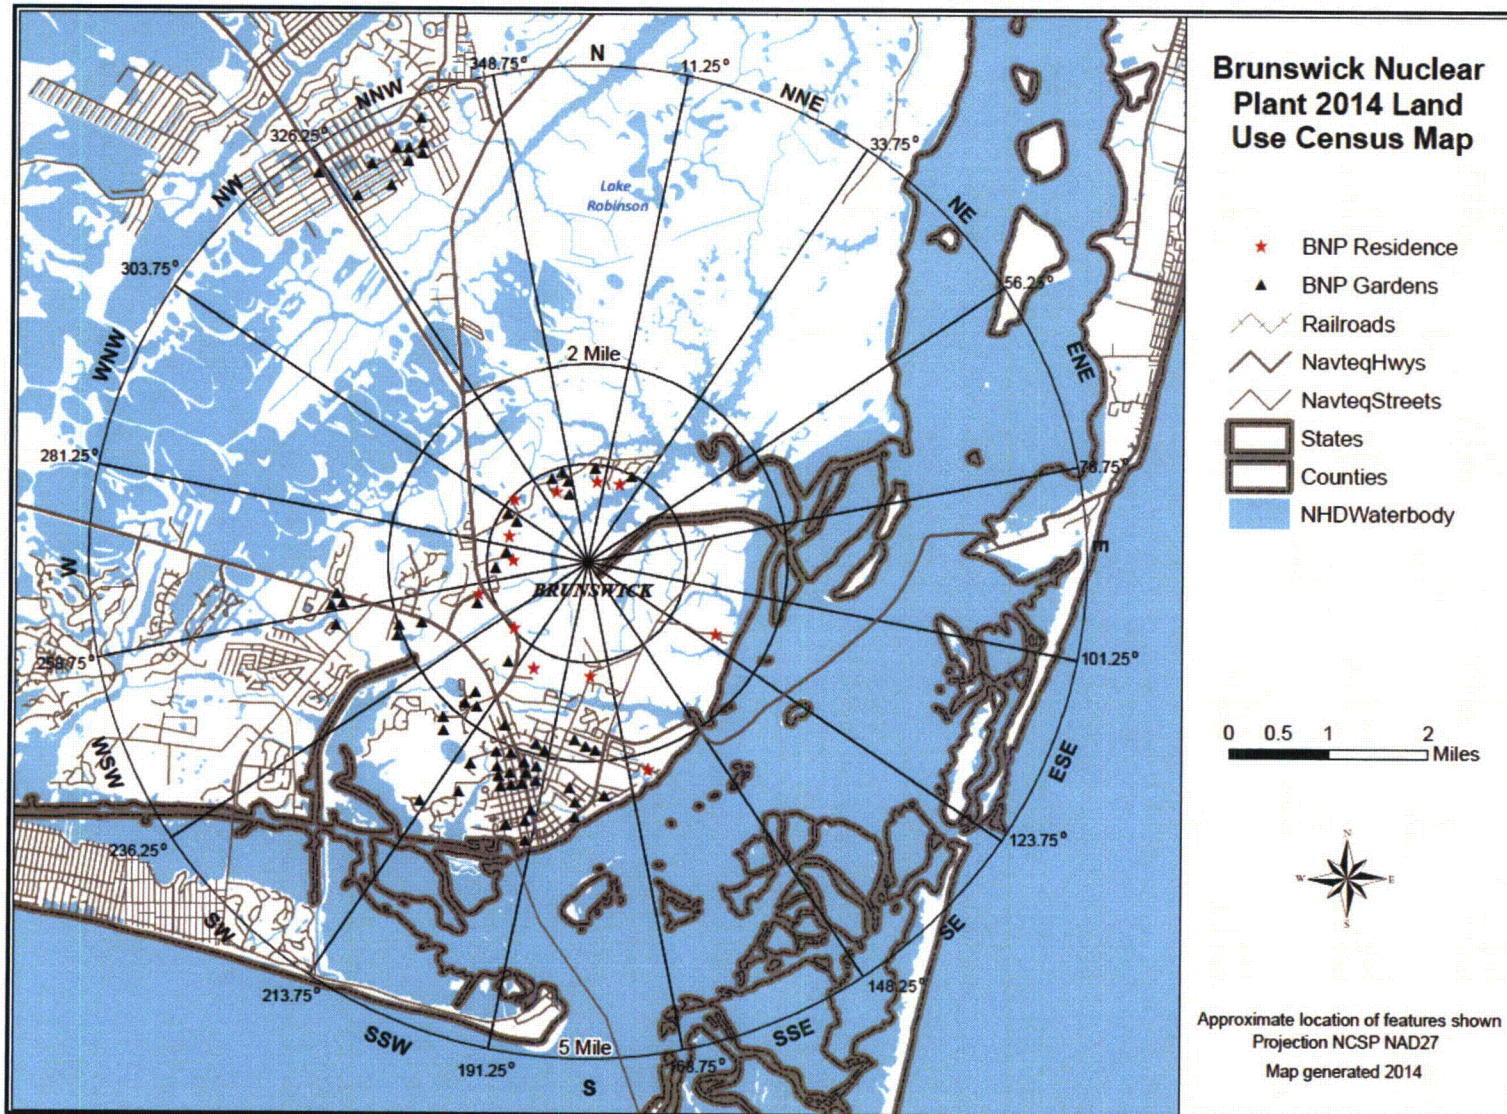 Brunswick Nuclear
Plant 2014 Land
Use Census Map
BNP Residence
BNP Gardens
Railroads
NavteqHwys
NavteqStreets
States
Counties
NHDWaterbody
0 0.5 1 2
Miles
N
W E
S
Approximate location of features shown
Projection NCSP NAD27
Map generated 2014
348.75°
N
11.25°
NNW
NNE
326.25°
33.75°
Lake
Robinson
NW
NE
303.75°
56.25°
WNW
2 Mile
ENE
281.25°
78.75°
W
E
BRUNSWICK
258.75°
101.25°
WSW
ESE
236.25°
123.75°
SW
SE
213.75°
148.25°
SSW
SSE
5 Mile
191.25°
168.75°
S